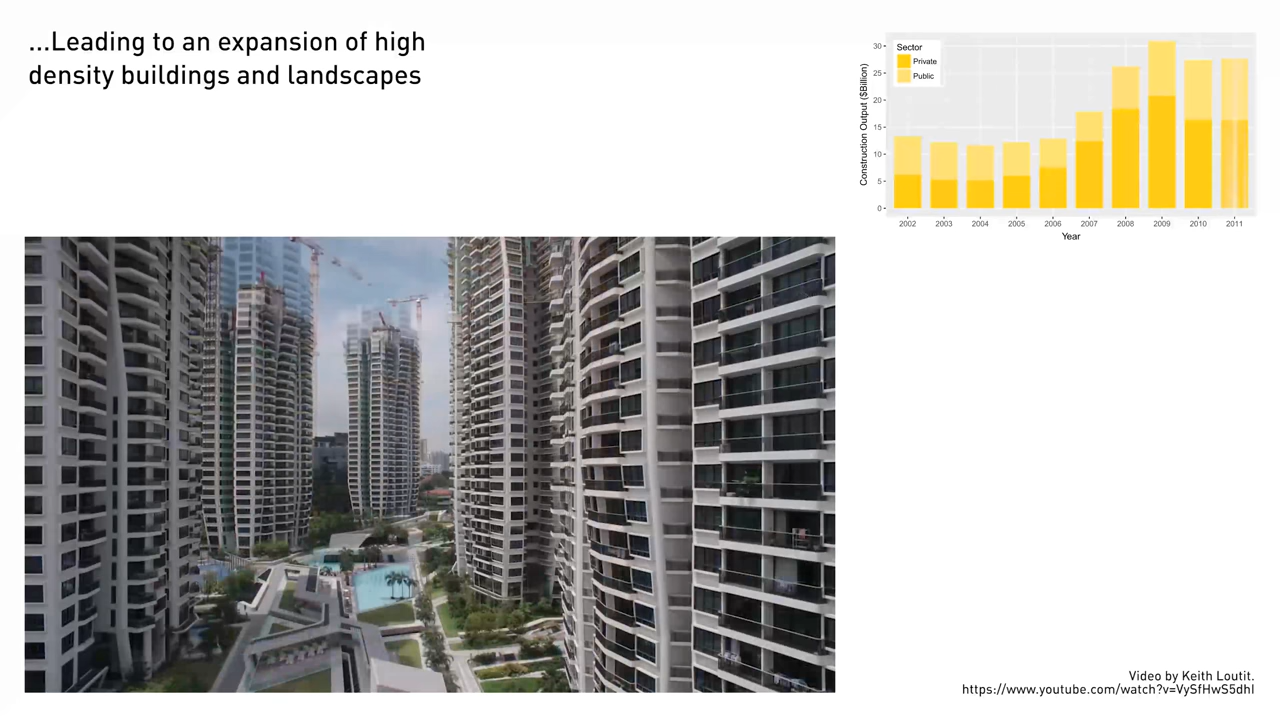 ...Leading to an expansion of high
density buildings and landscapes
Sector
Private
Public
Construction Output ($Billion)
30
25
20
15
10
5
0
2002 2003 2004 2005 2006 2007 2008 2009 2010 2011
Year
Video by Keith Loutit.
https://www.youtube.com/watch?v=VySfHwS5dhI